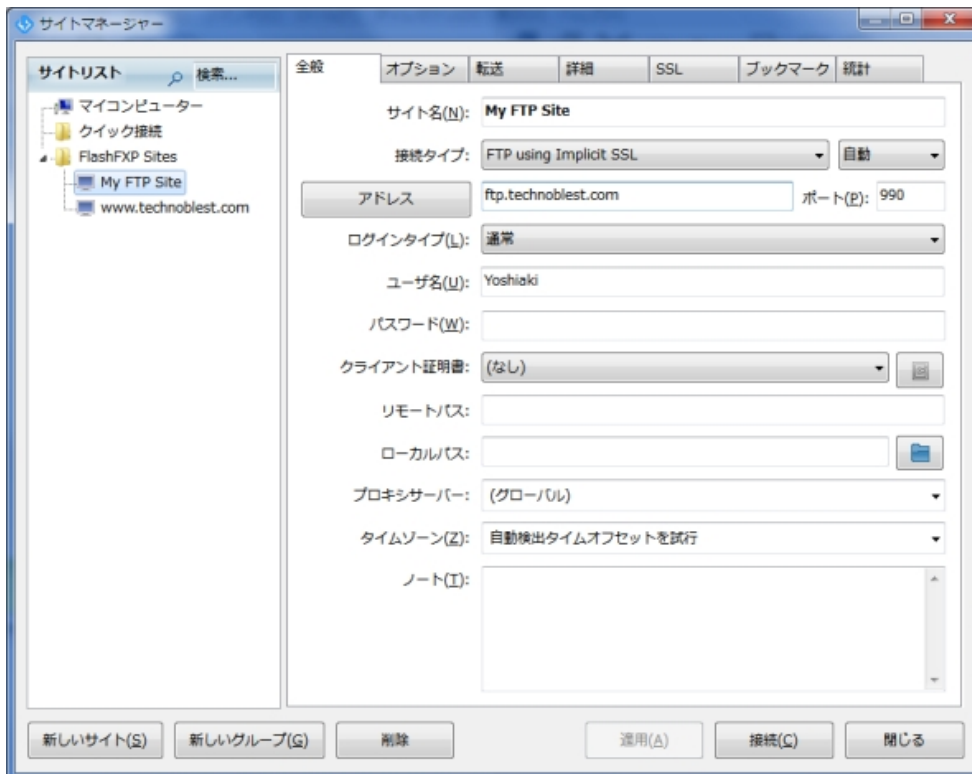 サイトマネージャー
サイトリスト 検索...
マイコンピューター
クイック接続
FlashFXP Sites
My FTP Site
www.technoblest.com
全般 オプション 転送 詳細 SSL ブックマーク 統計
サイト名(N): My FTP Site
接続タイプ: FTP using Implicit SSL 自動
アドレス ftp.technoblest.com ポート(P): 990
ログインタイプ(L): 通常
ユーザ名(U): Yoshiaki
パスワード(W):
クライアント証明書: (なし)
リモートパス:
ローカルパス:
プロキシサーバー: (グローバル)
タイムゾーン(Z): 自動検出タイムオフセットを試行
ノート(T):
新しいサイト(S) 新しいグループ(G) 削除 適用(A) 接続(C) 閉じる